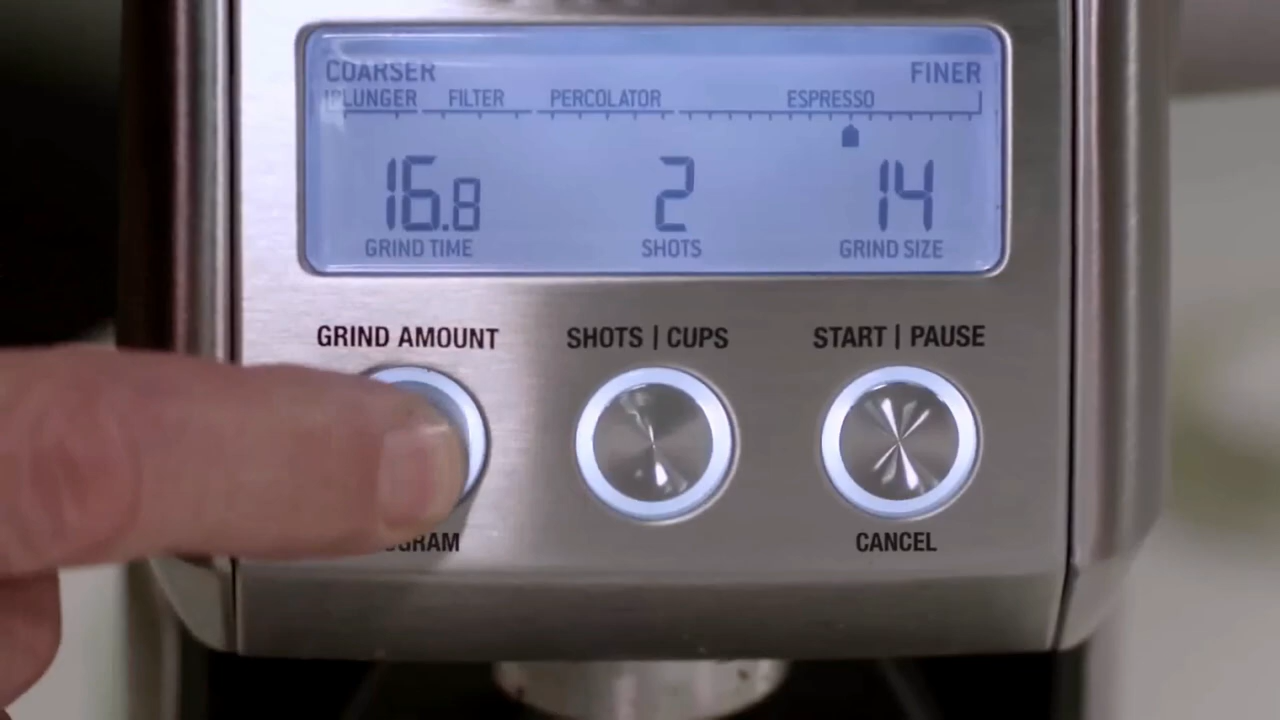 COARSER FINER
PLUNGER FILTER PERCOLATOR ESPRESSO
16.8 2 14
GRIND TIME SHOTS GRIND SIZE
GRIND AMOUNT SHOTS | CUPS START | PAUSE
CANCEL